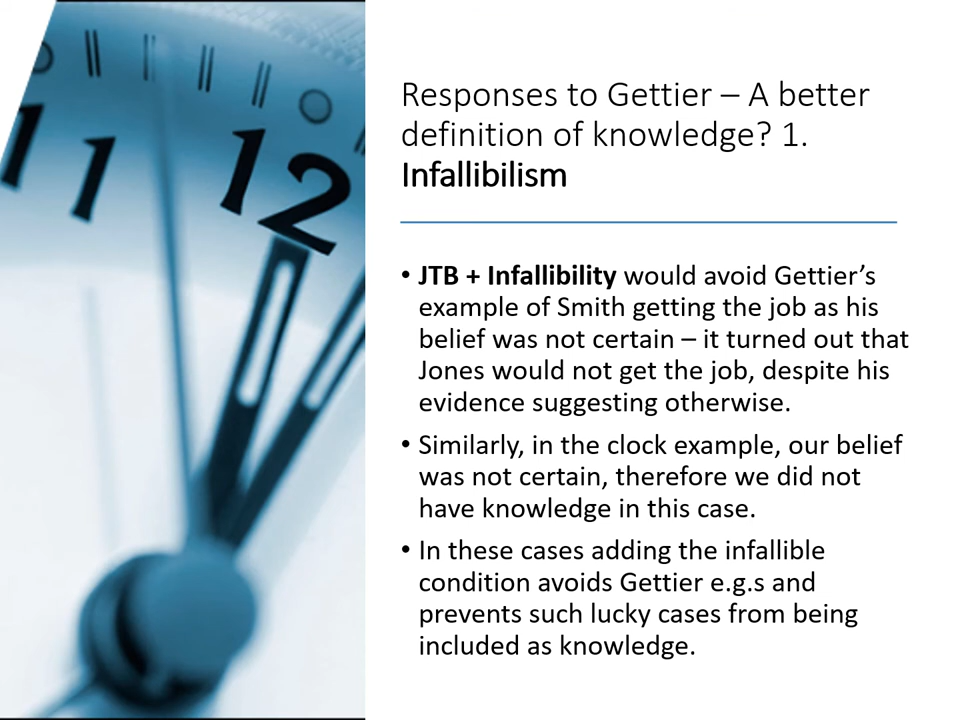 11
12
Responses to Gettier – A better
definition of knowledge? 1.
Infallibilism
• JTB + Infallibility would avoid Gettier’s
example of Smith getting the job as his
belief was not certain – it turned out that
Jones would not get the job, despite his
evidence suggesting otherwise.
• Similarly, in the clock example, our belief
was not certain, therefore we did not
have knowledge in this case.
• In these cases adding the infallible
condition avoids Gettier e.g.s and
prevents such lucky cases from being
included as knowledge.